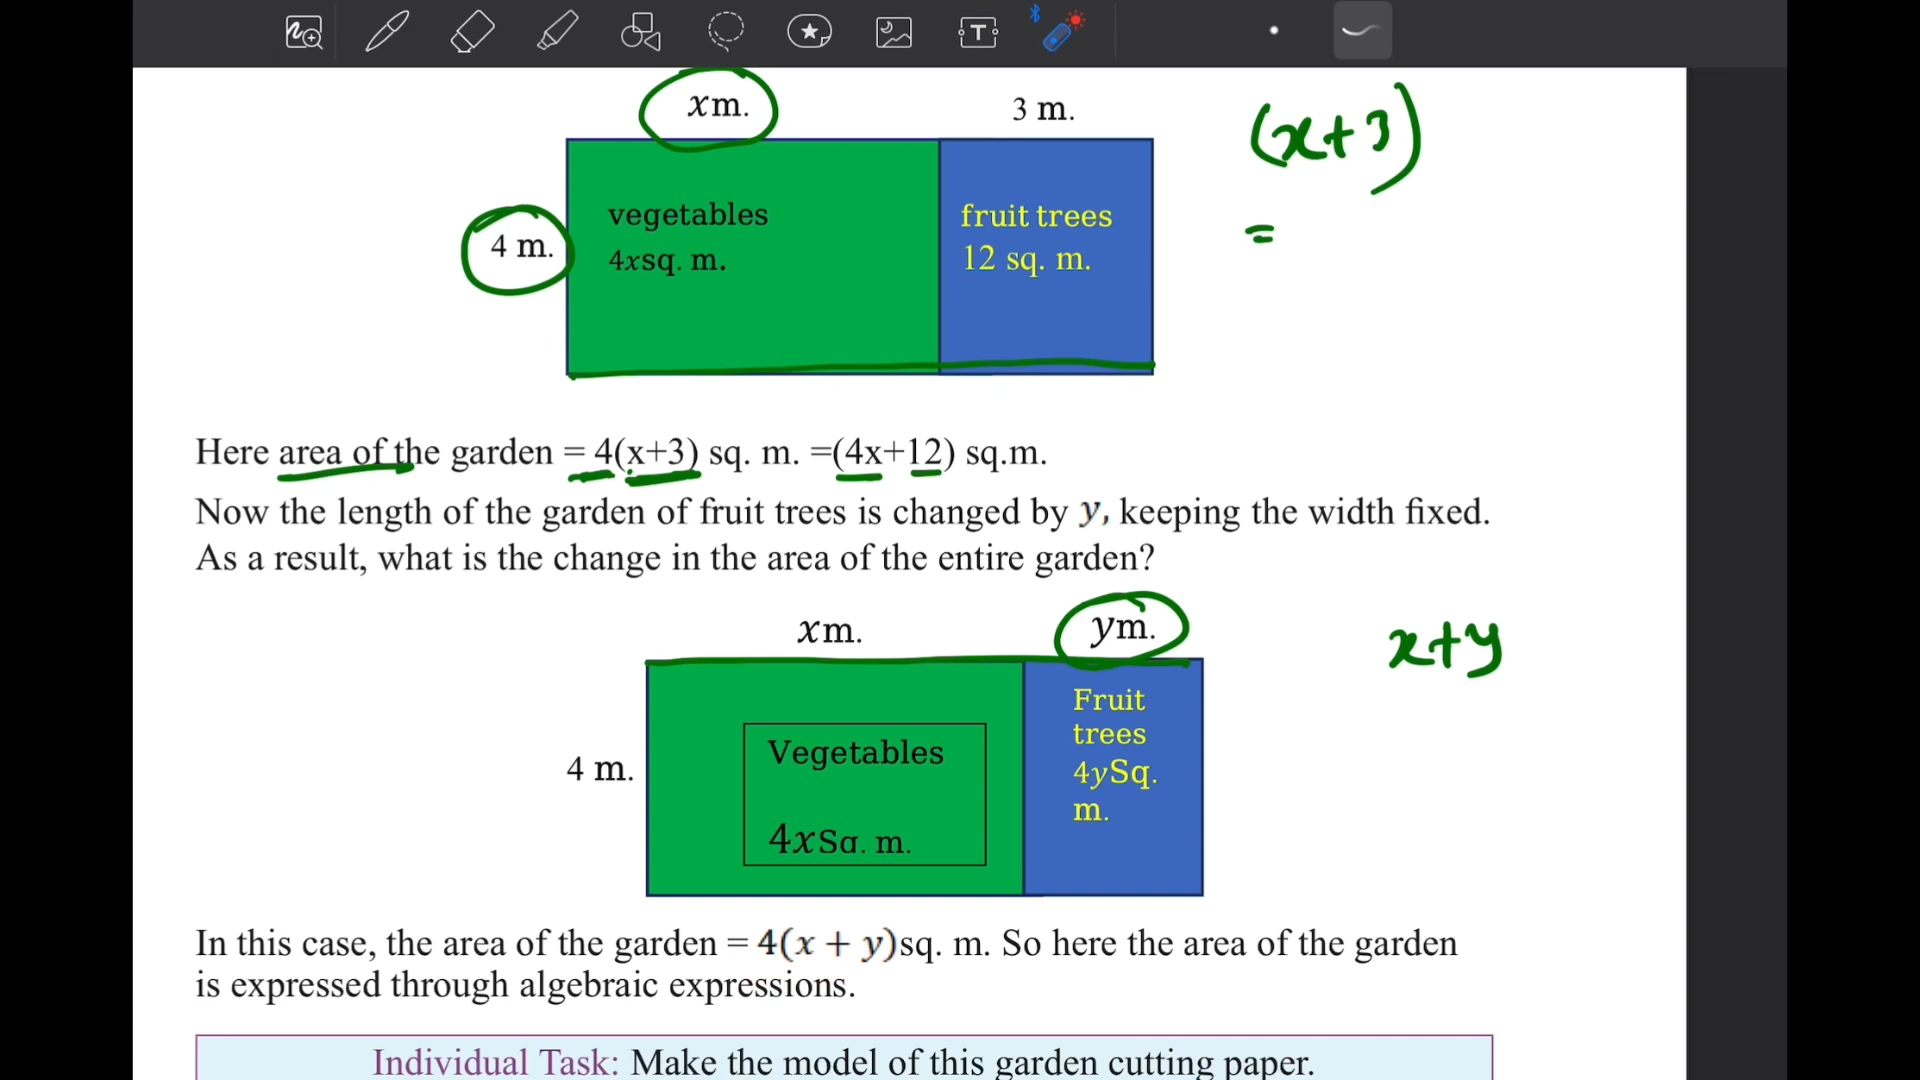 xm.
3 m.
(x+3)
4 m.
vegetables
4xsq. m.
fruit trees
12 sq. m.
=
Here area of the garden = 4(x+3) sq. m. =(4x+12) sq.m.
Now the length of the garden of fruit trees is changed by y, keeping the width fixed.
As a result, what is the change in the area of the entire garden?
xm.
ym.
x+y
4 m.
Vegetables
4xSq. m.
Fruit
trees
4ySq.
m.
In this case, the area of the garden = 4(x + y)sq. m. So here the area of the garden
is expressed through algebraic expressions.
Individual Task: Make the model of this garden cutting paper.